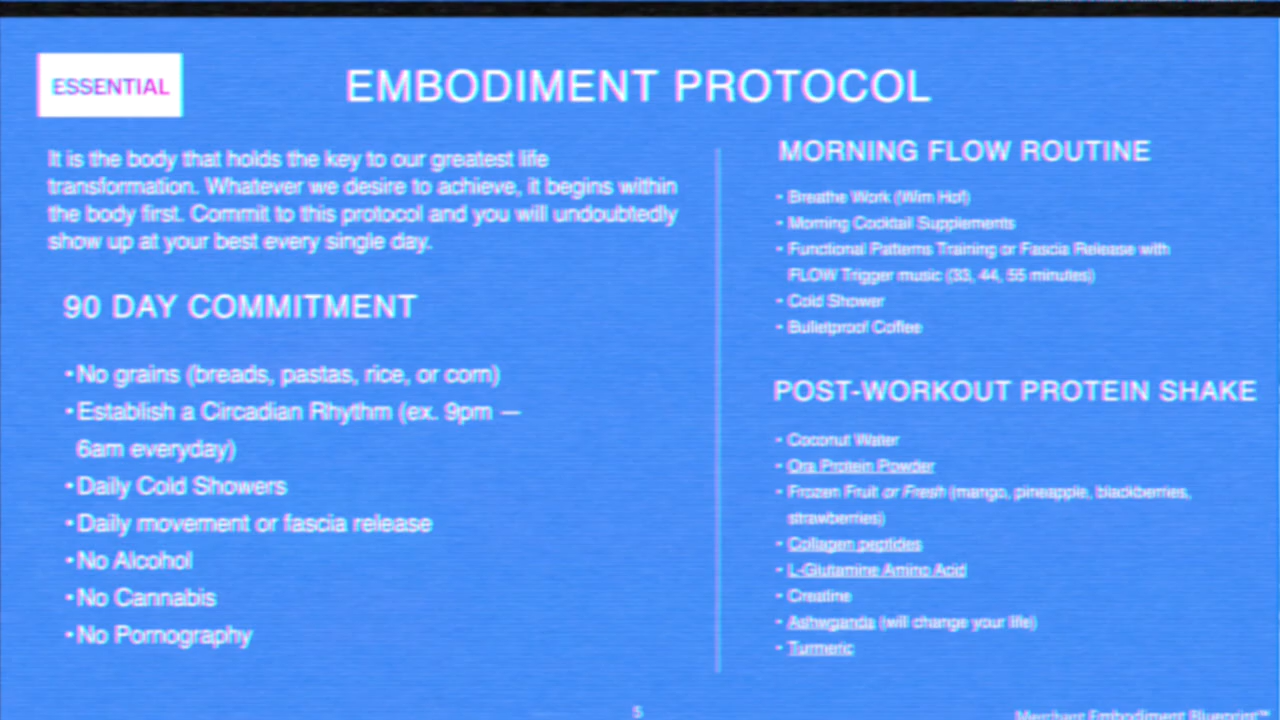 ESSENTIAL
EMBODIMENT PROTOCOL
It is the body that holds the key to our greatest life
transformation. Whatever we desire to achieve, it begins within
the body first. Commit to this protocol and you will undoubtedly
show up at your best every single day.
90 DAY COMMITMENT
• No grains (breads, pastas, rice, or corn)
• Establish a Circadian Rhythm (ex. 9pm —
6am everyday)
• Daily Cold Showers
• Daily movement or fascia release
• No Alcohol
• No Cannabis
• No Pornography
MORNING FLOW ROUTINE
- Breathe Work (Wim Hof)
- Morning Cocktail Supplements
- Functional Patterns Training or Fascia Release with
FLOW Trigger music (33, 44, 55 minutes)
- Cold Shower
- Bulletproof Coffee
POST-WORKOUT PROTEIN SHAKE
- Coconut Water
- Ora Protein Powder
- Frozen Fruit or Fresh (mango, pineapple, blackberries,
strawberries)
- Collagen peptides
- L-Glutamine Amino Acid
- Creatine
- Ashwganda (will change your life)
- Turmeric
5
Embodiment Blueprint™